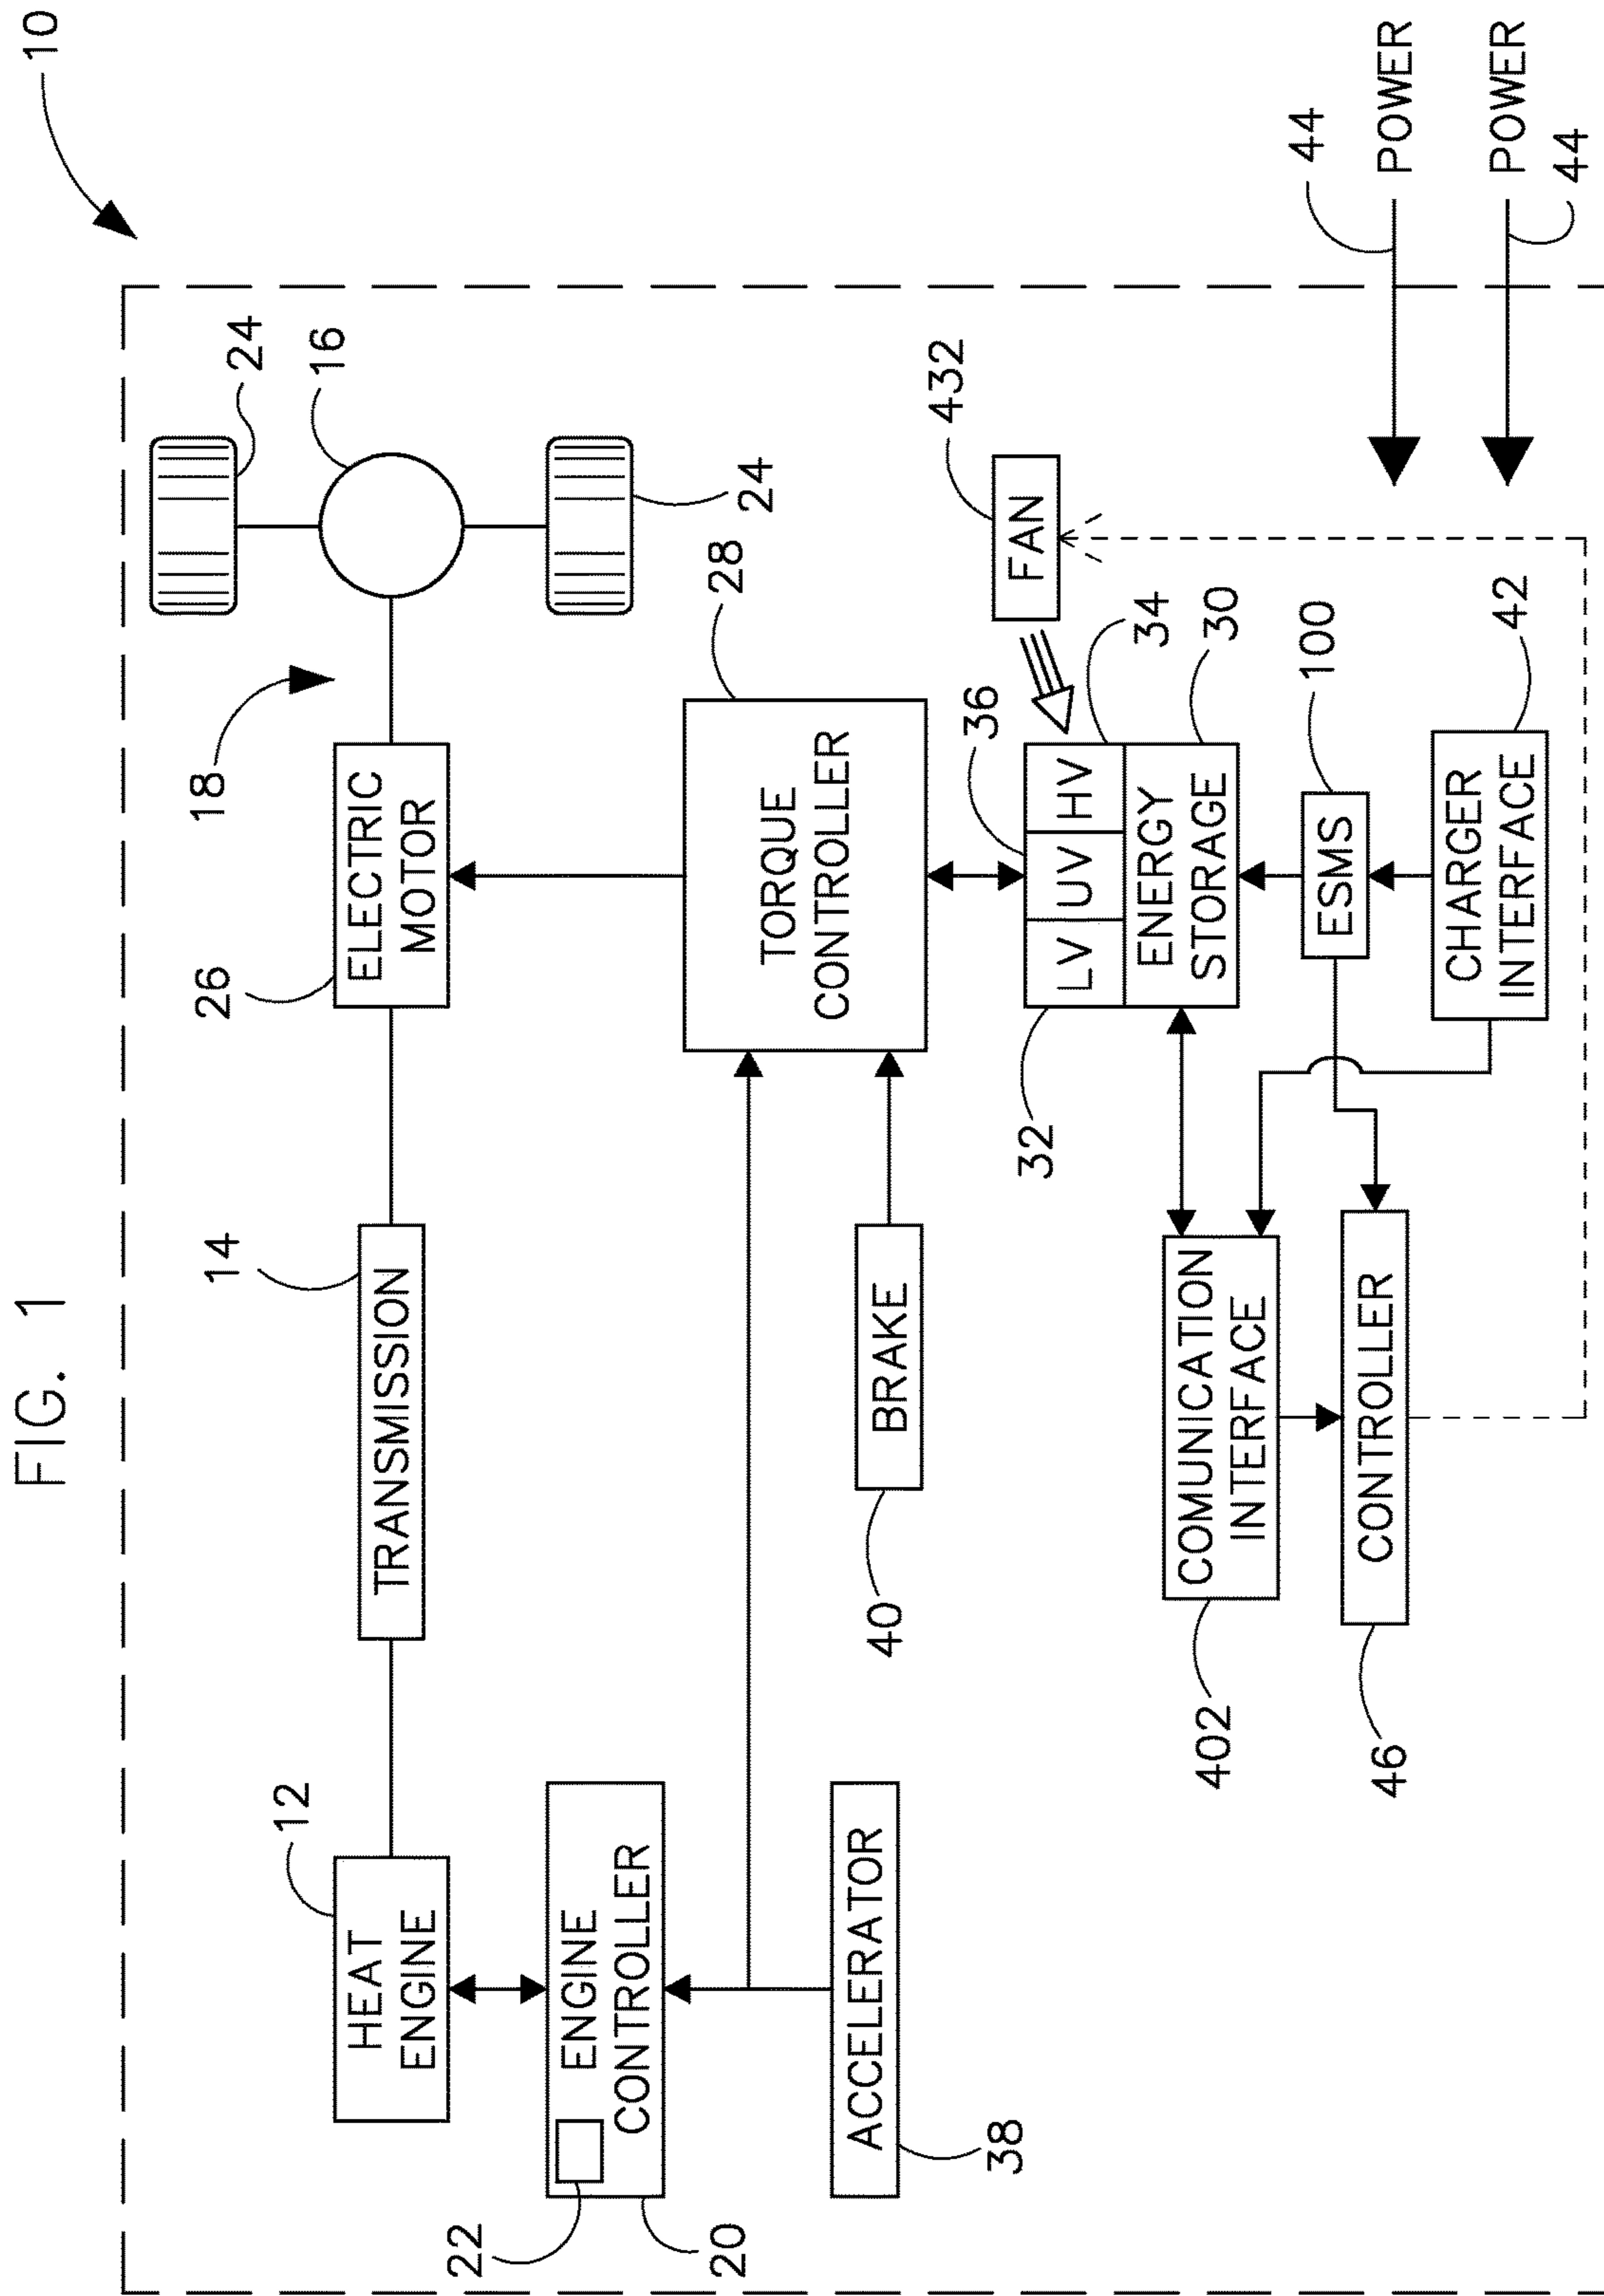 FIG. 1
10
12
HEAT
ENGINE
14
TRANSMISSION
26
ELECTRIC
MOTOR
18
16
24
24
22
20
ENGINE
CONTROLLER
38
ACCELERATOR
40
BRAKE
28
TORQUE
CONTROLLER
432
FAN
36
34
32
LV
UV
HV
30
ENERGY
STORAGE
402
COMUNICATION
INTERFACE
46
CONTROLLER
100
ESMS
42
CHARGER
INTERFACE
44
POWER
POWER
44